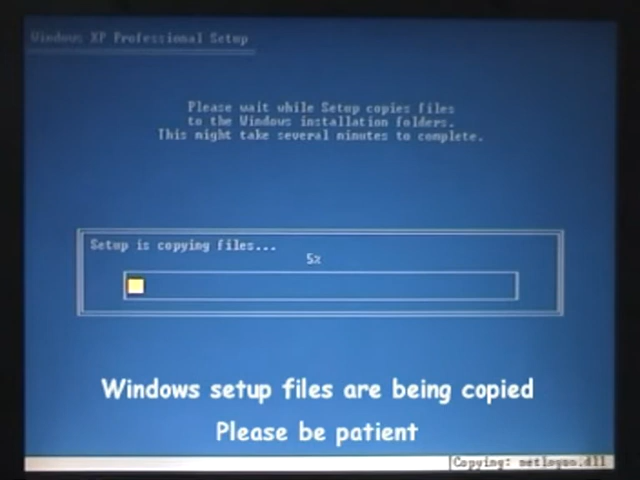 Windows XP Professional Setup
Please wait while Setup copies files
to the Windows installation folders.
This might take several minutes to complete.
Setup is copying files...
5%
Windows setup files are being copied
Please be patient
Copying: netlogon.dll